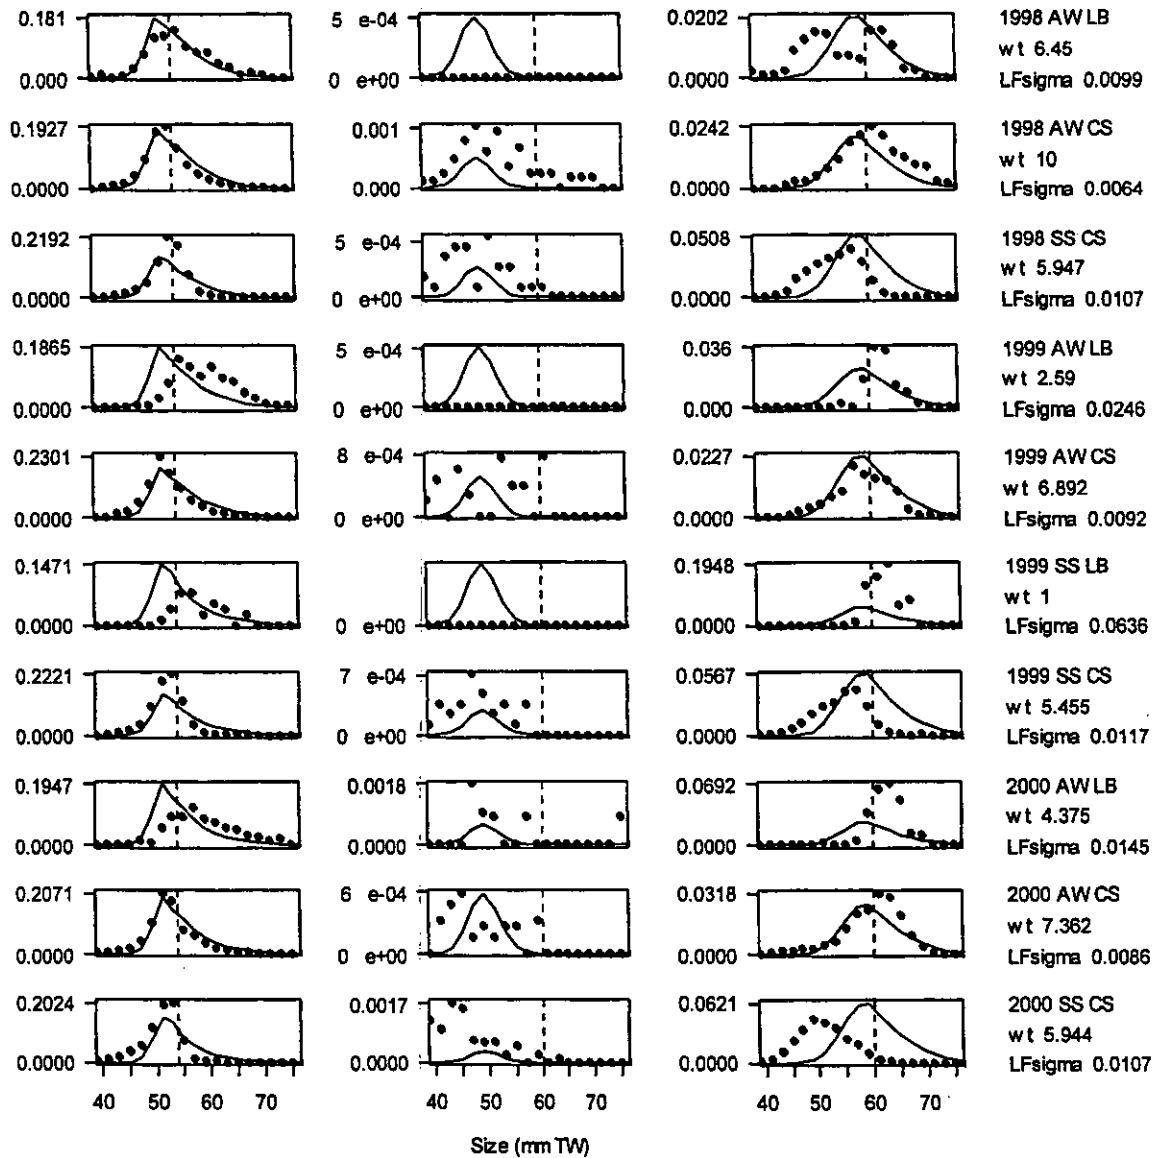 0.181 5 e-04 0.0202 1998 AW LB
wt 6.45
0.000 0 e+00 0.0000 LFsigma 0.0099
0.1927 0.001 0.0242 1998 AW CS
wt 10
0.0000 0.000 0.0000 LFsigma 0.0064
0.2192 5 e-04 0.0508 1998 SS CS
wt 5.947
0.0000 0 e+00 0.0000 LFsigma 0.0107
0.1865 5 e-04 0.036 1999 AW LB
wt 2.59
0.0000 0 e+00 0.000 LFsigma 0.0246
0.2301 8 e-04 0.0227 1999 AW CS
wt 6.892
0.0000 0 e+00 0.0000 LFsigma 0.0092
0.1471 0.1948 1999 SS LB
wt 1
0.0000 0 e+00 0.0000 LFsigma 0.0636
0.2221 7 e-04 0.0567 1999 SS CS
wt 5.455
0.0000 0 e+00 0.0000 LFsigma 0.0117
0.1947 0.0018 0.0692 2000 AW LB
wt 4.375
0.0000 0.0000 0.0000 LFsigma 0.0145
0.2071 6 e-04 0.0318 2000 AW CS
wt 7.362
0.0000 0 e+00 0.0000 LFsigma 0.0086
0.2024 0.0017 0.0621 2000 SS CS
wt 5.944
0.0000 0.0000 0.0000 LFsigma 0.0107
40 50 60 70 40 50 60 70 40 50 60 70
Size (mm TW)